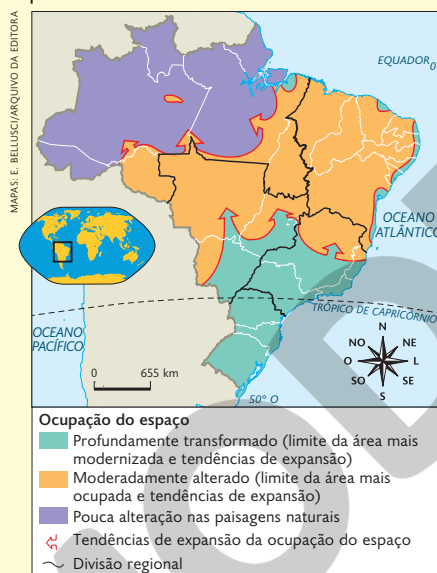 MAPAS: E. BELLUSCI/ARQUIVO DA EDITORA
EQUADOR 0
OCEANO
ATLÂNTICO
TRÓPICO DE CAPRICÓRNIO
OCEANO
PACÍFICO
0 655 km
50° O
N
NO NE
O L
SO SE
S
Ocupação do espaço
Profundamente transformado (limite da área mais
modernizada e tendências de expansão)
Moderadamente alterado (limite da área mais
ocupada e tendências de expansão)
Pouca alteração nas paisagens naturais
Tendências de expansão da ocupação do espaço
Divisão regional